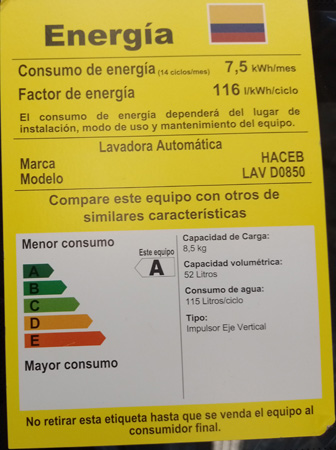 Energía
Consumo de energía (14 ciclos/mes) 7,5 kWh/mes
Factor de energía 116 l/kWh/ciclo
El consumo de energía dependerá del lugar de
instalación, modo de uso y mantenimiento del equipo.
Lavadora Automática
Marca HACEB
Modelo LAV D0850
Compare este equipo con otros de
similares características
Menor consumo
Este equipo
A
A
B
C
D
E
Mayor consumo
Capacidad de Carga:
8,5 kg
Capacidad volumétrica:
52 Litros
Consumo de agua:
115 Litros/ciclo
Tipo:
Impulsor Eje Vertical
No retirar esta etiqueta hasta que se venda el equipo al
consumidor final.